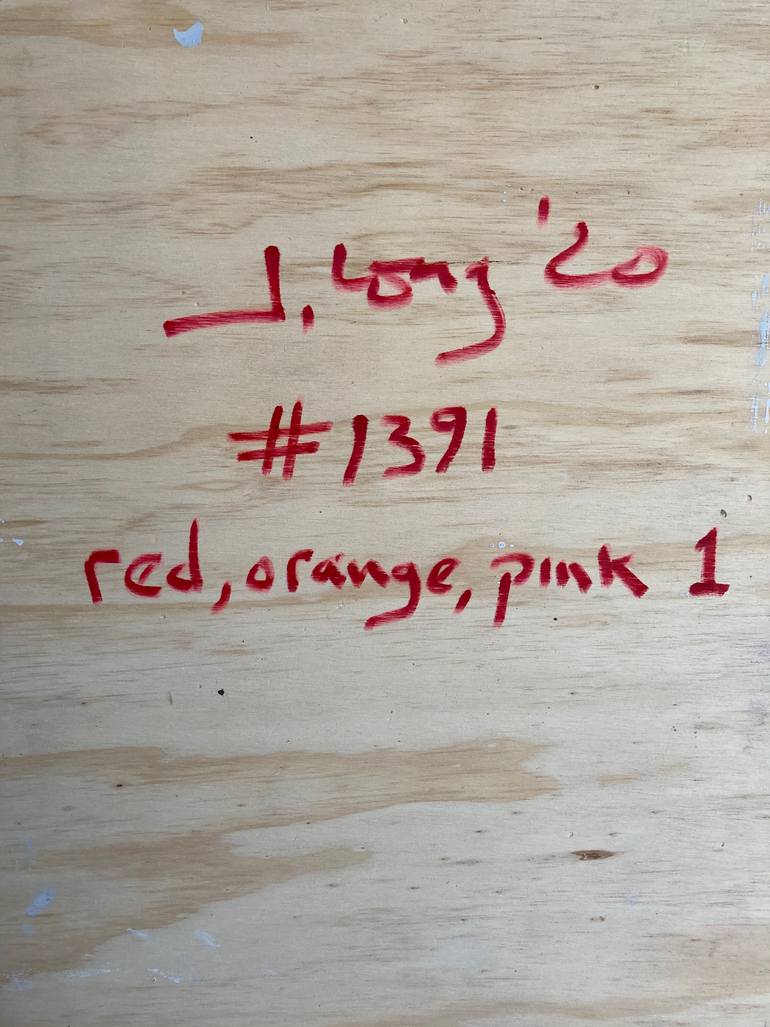 J. Long '20
#1391
red, orange, pink 1